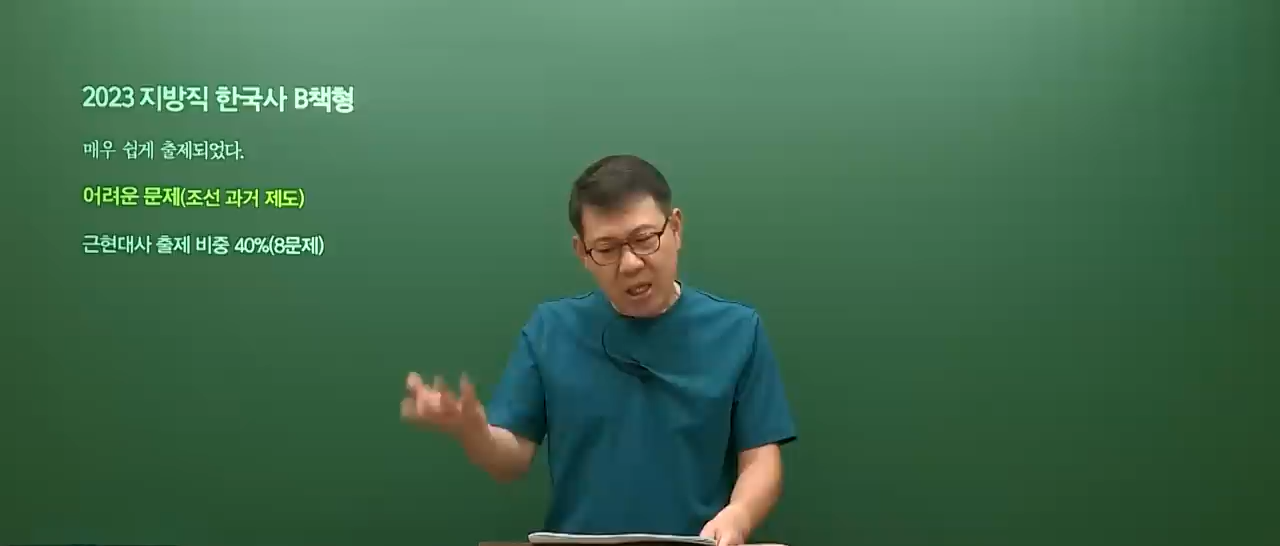 2023 지방직 한국사 B책형
매우 쉽게 출제되었다.
어려운 문제(조선 과거 제도)
근현대사 출제 비중 40%(8문제)